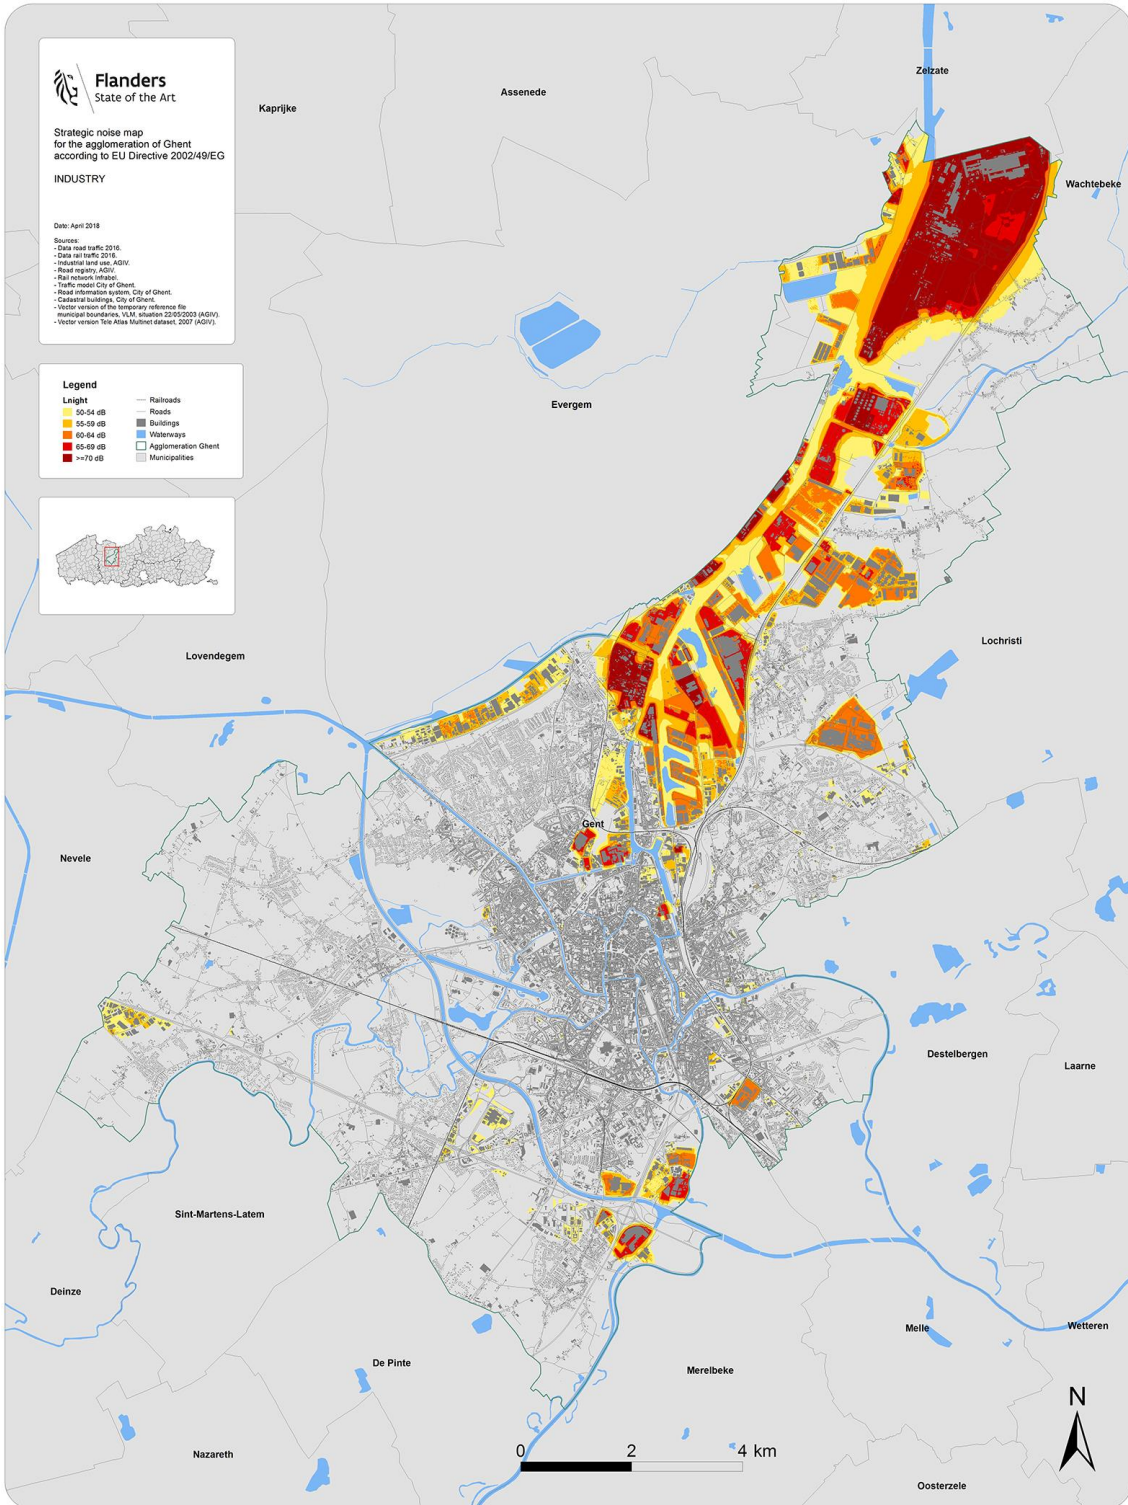 Flanders
State of the Art
Strategic noise map
for the agglomeration of Ghent
according to EU Directive 2002/49/EG
INDUSTRY
Date: April 2018
Sources:
- Data road traffic 2016.
- Data rail traffic 2016.
- Industrial land use, AGIV.
- Road registry, AGIV.
- Rail network Infrabel.
- Traffic model City of Ghent.
- Road information system, City of Ghent.
- Cadastral buildings, City of Ghent.
- Vector version of the temporary reference file
municipal boundaries, VLM, situation 22/05/2003 (AGIV).
- Vector version Tele Atlas Multinet dataset, 2007 (AGIV).
Legend
Lnight
50-54 dB
55-59 dB
60-64 dB
65-69 dB
>=70 dB
Railroads
Roads
Buildings
Waterways
Agglomeration Ghent
Municipalities
Zelzate
Assenede
Kaprijke
Wachtebeke
Evergem
Lochristi
Lovendegem
Gent
Nevele
Destelbergen
Laarne
Sint-Martens-Latem
Deinze
Melle
Wetteren
De Pinte
Merelbeke
Nazareth
Oosterzele
N
0 2 4 km